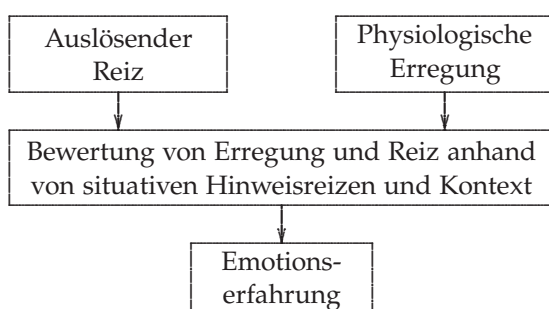 Auslösender
Reiz
Physiologische
Erregung
Bewertung von Erregung und Reiz anhand
von situativen Hinweisreizen und Kontext
Emotions-
erfahrung